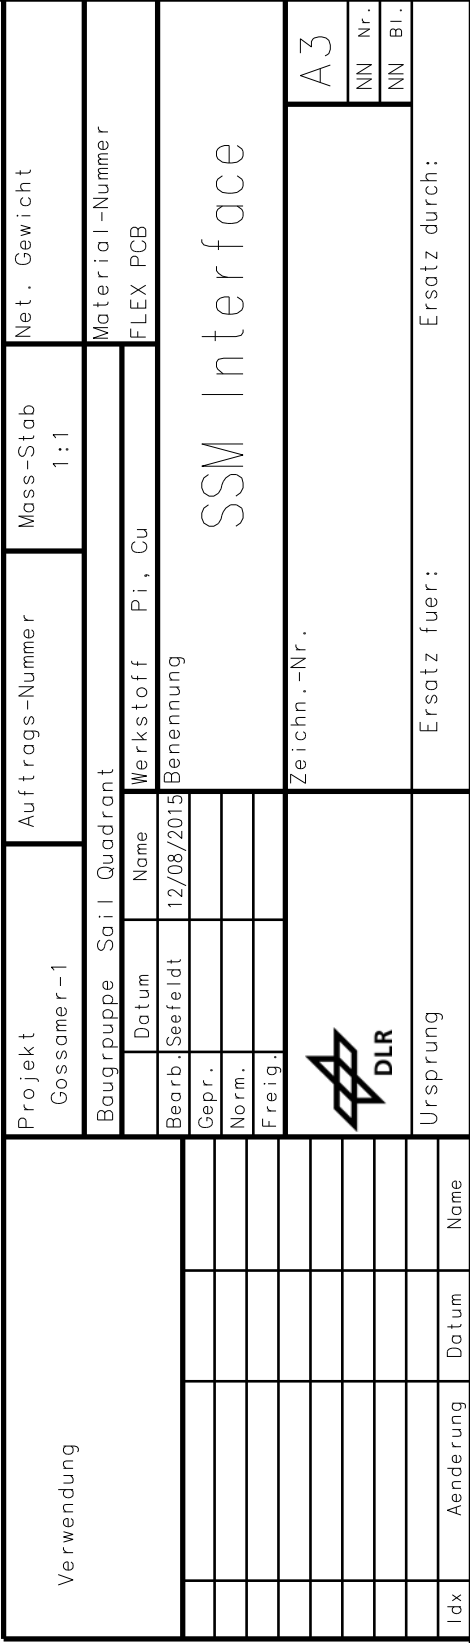 Verwendung
Idx Aenderung Datum Name
Projekt
Gossamer-1
Auftrags-Nummer
Mass-Stab
1:1
Net. Gewicht
Baugrpuppe Sail Quadrant
Material-Nummer
FLEX PCB
Datum Name
Werkstoff Pi, Cu
Bearb. Seefeldt 12/08/2015
Gepr.
Norm.
Freig.
Benennung
SSM Interface
DLR
Zeichn.-Nr.
A3
NN Nr.
NN Bl.
Ursprung
Ersatz fuer:
Ersatz durch: